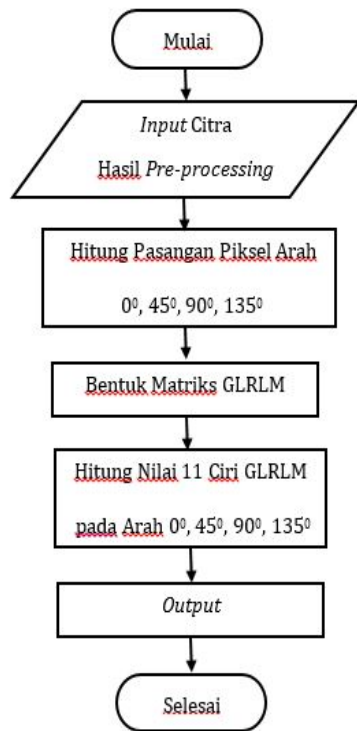 Mulai
Input Citra
Hasil Pre-processing
Hitung Pasangan Piksel Arah
0⁰, 45⁰, 90⁰, 135⁰
Bentuk Matriks GLRLM
Hitung Nilai 11 Ciri GLRLM
pada Arah 0⁰, 45⁰, 90⁰, 135⁰
Output
Selesai